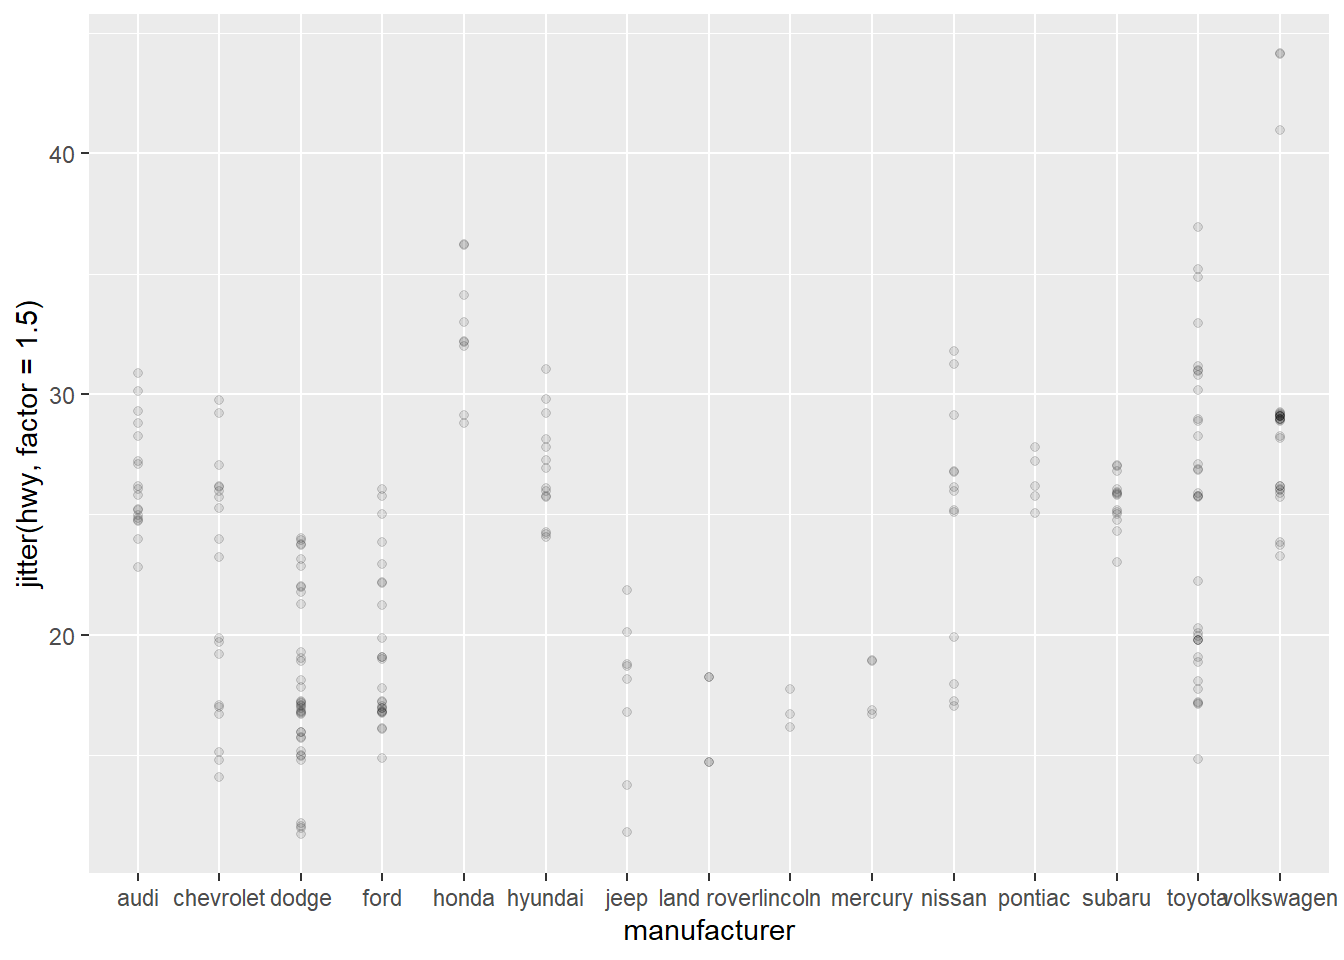 jitter(hwy, factor = 1.5)
40
30
20
audi chevrolet dodge ford honda hyundai jeep land rover lincoln mercury nissan pontiac subaru toyota volkswagen
manufacturer